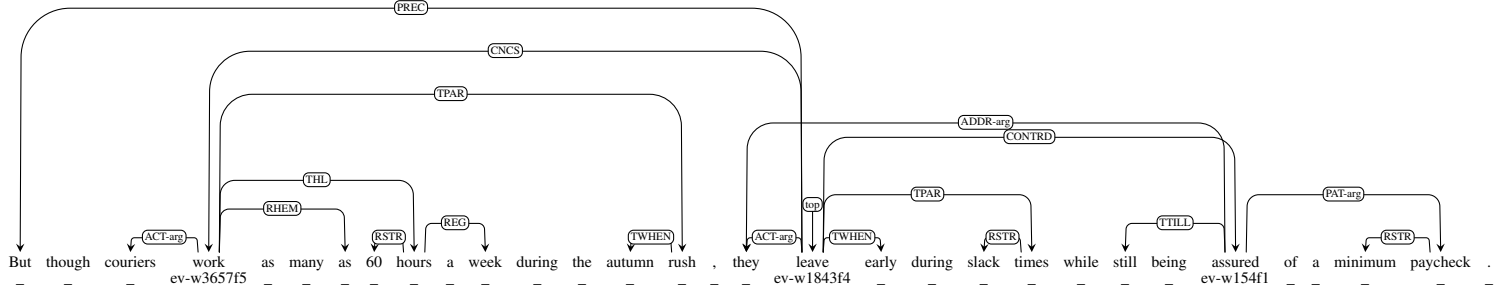 PREC
CNCS
TPAR
ADDR-arg
CONTRD
THL
TPAR PAT-arg
RHEM top
REG TTILL
ACT-arg RSTR TWHEN ACT-arg TWHEN RSTR RSTR
But though couriers work as many as 60 hours a week during the autumn rush , they leave early during slack times while still being assured of a minimum paycheck .
_ _ _ ev-w3657f5 _ _ _ _ _ _ _ _ _ _ _ _ _ ev-w1843f4 _ _ _ _ _ _ _ ev-w154f1 _ _ _ _ _